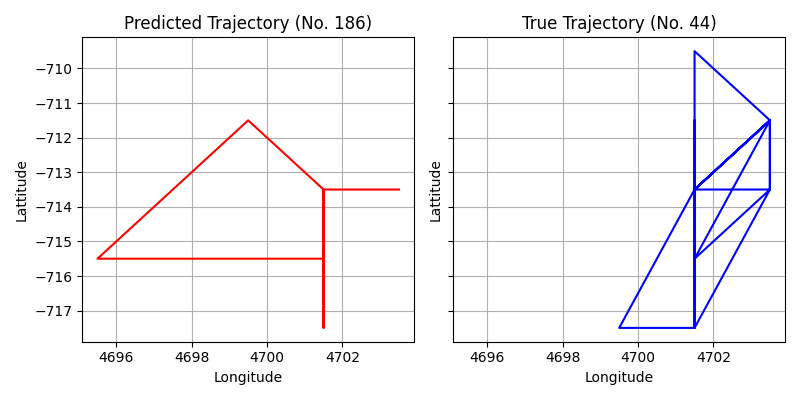 Predicted Trajectory (No. 186)
True Trajectory (No. 44)
Lattitude
−710
−711
−712
−713
−714
−715
−716
−717
4696
4698
4700
4702
Longitude
Lattitude
4696
4698
4700
4702
Longitude